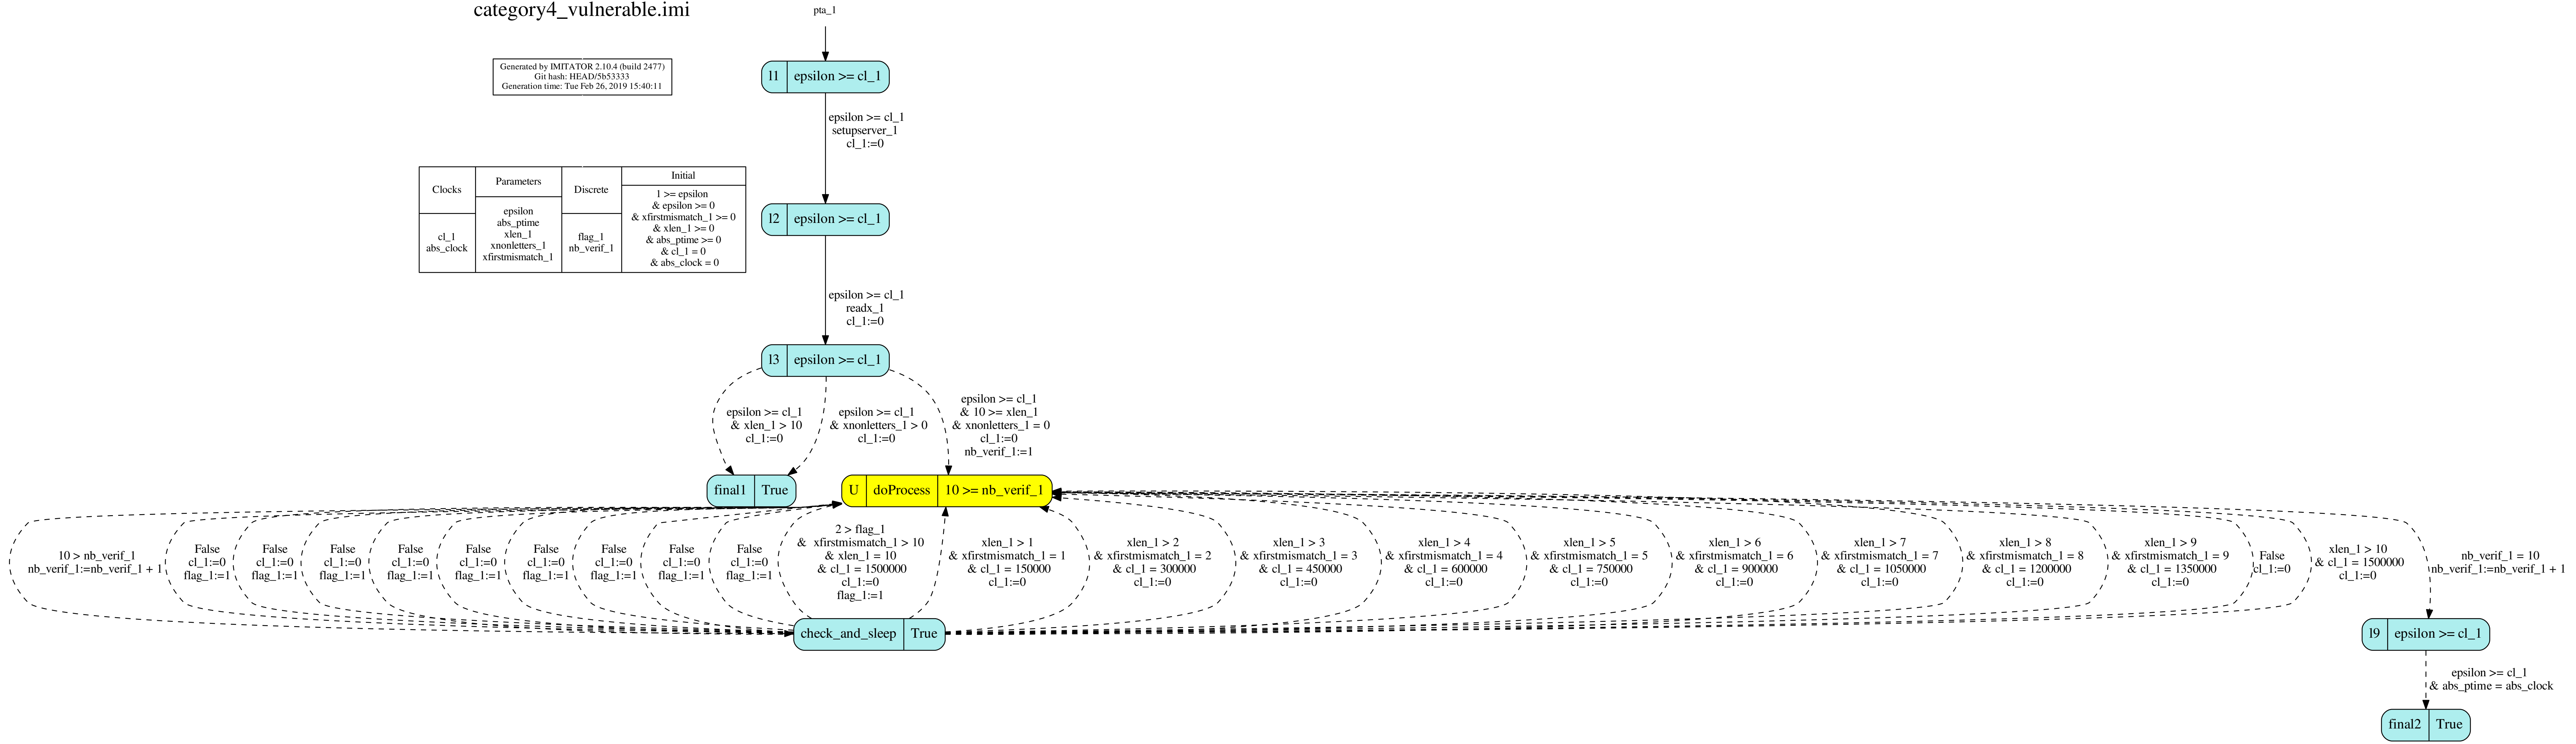 category4_vulnerable.imi
pta_1
Generated by IMITATOR 2.10.4 (build 2477)
Git hash: HEAD/5b53333
Generation time: Tue Feb 26, 2019 15:40:11
l1 epsilon >= cl_1
epsilon >= cl_1
setupserver_1
cl_1:=0
Clocks
cl_1
abs_clock
Parameters
epsilon
abs_ptime
xlen_1
xnonletters_1
xfirstmismatch_1
Discrete
flag_1
nb_verif_1
Initial
1 >= epsilon
& epsilon >= 0
& xfirstmismatch_1 >= 0
& xlen_1 >= 0
& abs_ptime >= 0
& cl_1 = 0
& abs_clock = 0
l2 epsilon >= cl_1
epsilon >= cl_1
readx_1
cl_1:=0
l3 epsilon >= cl_1
epsilon >= cl_1
& xlen_1 > 10
cl_1:=0
epsilon >= cl_1
& xnonletters_1 > 0
cl_1:=0
epsilon >= cl_1
& 10 >= xlen_1
& xnonletters_1 = 0
cl_1:=0
nb_verif_1:=1
final1 True
U doProcess 10 >= nb_verif_1
10 > nb_verif_1
nb_verif_1:=nb_verif_1 + 1
False
cl_1:=0
flag_1:=1
False
cl_1:=0
flag_1:=1
False
cl_1:=0
flag_1:=1
False
cl_1:=0
flag_1:=1
False
cl_1:=0
flag_1:=1
False
cl_1:=0
flag_1:=1
False
cl_1:=0
flag_1:=1
False
cl_1:=0
flag_1:=1
False
cl_1:=0
flag_1:=1
2 > flag_1
& xfirstmismatch_1 > 10
& xlen_1 = 10
& cl_1 = 1500000
cl_1:=0
flag_1:=1
xlen_1 > 1
& xfirstmismatch_1 = 1
& cl_1 = 150000
cl_1:=0
xlen_1 > 2
& xfirstmismatch_1 = 2
& cl_1 = 300000
cl_1:=0
xlen_1 > 3
& xfirstmismatch_1 = 3
& cl_1 = 450000
cl_1:=0
xlen_1 > 4
& xfirstmismatch_1 = 4
& cl_1 = 600000
cl_1:=0
xlen_1 > 5
& xfirstmismatch_1 = 5
& cl_1 = 750000
cl_1:=0
xlen_1 > 6
& xfirstmismatch_1 = 6
& cl_1 = 900000
cl_1:=0
xlen_1 > 7
& xfirstmismatch_1 = 7
& cl_1 = 1050000
cl_1:=0
xlen_1 > 8
& xfirstmismatch_1 = 8
& cl_1 = 1200000
cl_1:=0
xlen_1 > 9
& xfirstmismatch_1 = 9
& cl_1 = 1350000
cl_1:=0
False
cl_1:=0
xlen_1 > 10
& cl_1 = 1500000
cl_1:=0
nb_verif_1 = 10
nb_verif_1:=nb_verif_1 + 1
check_and_sleep True
l9 epsilon >= cl_1
epsilon >= cl_1
& abs_ptime = abs_clock
final2 True